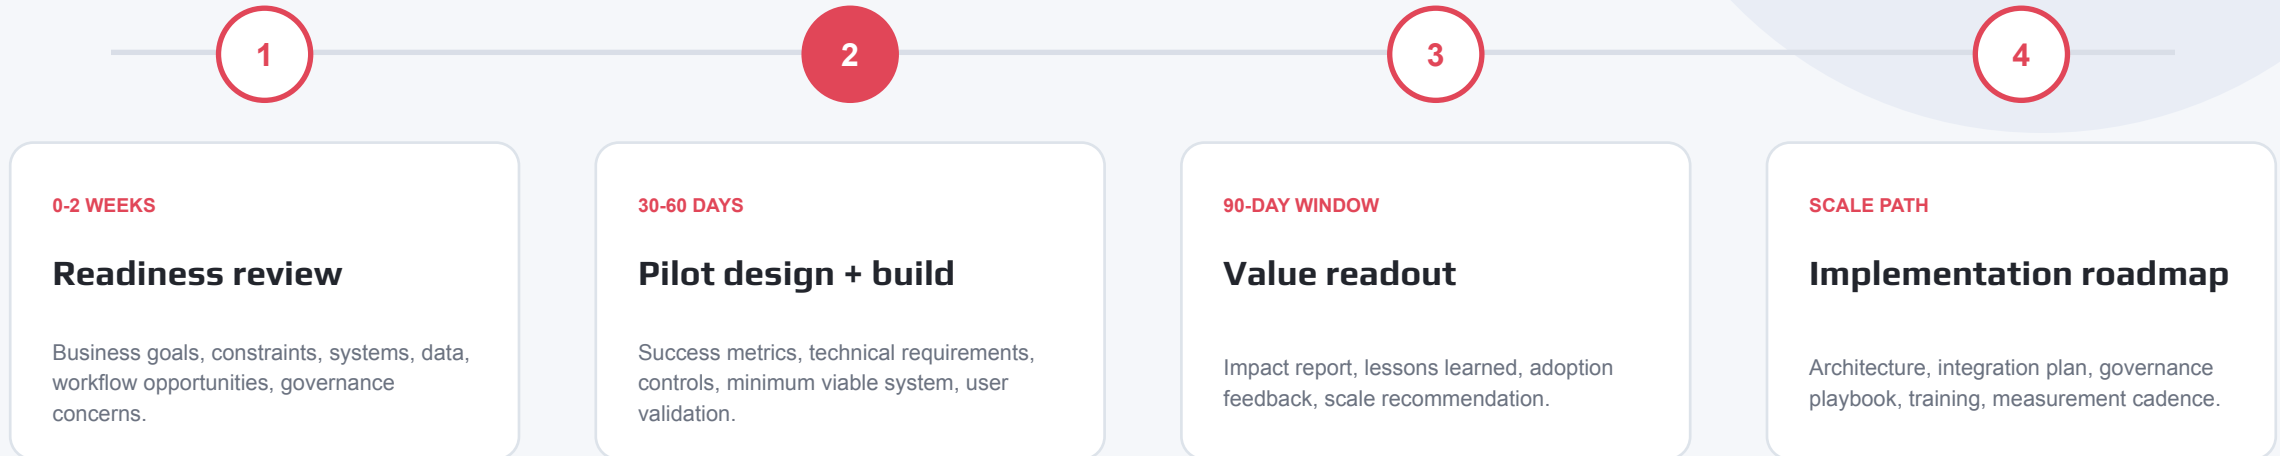 1
2
3
4
0-2 WEEKS
Readiness review
Business goals, constraints, systems, data,
workflow opportunities, governance
concerns.
30-60 DAYS
Pilot design + build
Success metrics, technical requirements,
controls, minimum viable system, user
validation.
90-DAY WINDOW
Value readout
Impact report, lessons learned, adoption
feedback, scale recommendation.
SCALE PATH
Implementation roadmap
Architecture, integration plan, governance
playbook, training, measurement cadence.